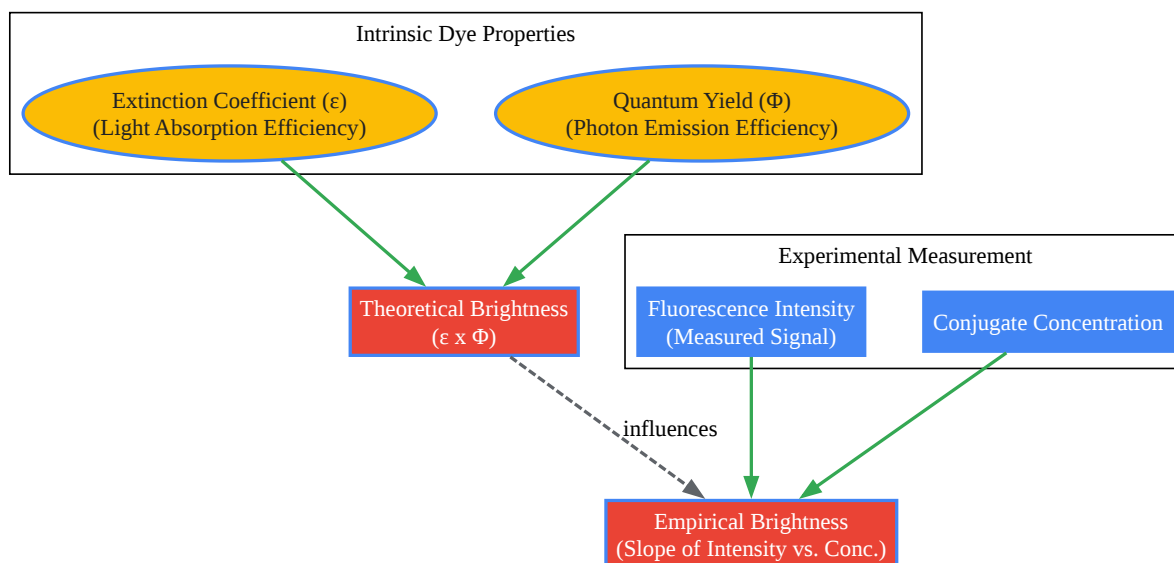 Intrinsic Dye Properties
Extinction Coefficient (ε)
(Light Absorption Efficiency)
Quantum Yield (Φ)
(Photon Emission Efficiency)
Experimental Measurement
Theoretical Brightness
(ε x Φ)
Fluorescence Intensity
(Measured Signal)
Conjugate Concentration
influences
Empirical Brightness
(Slope of Intensity vs. Conc.)